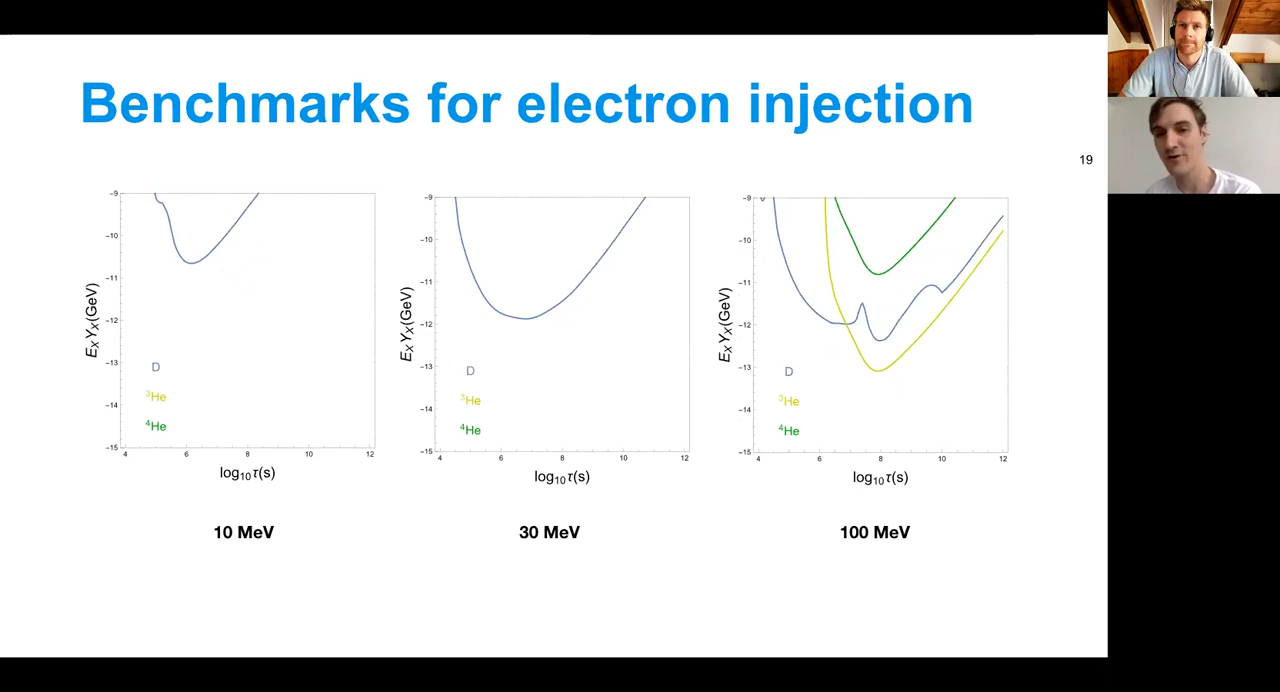 Benchmarks for electron injection
19
-9
-10
-11
-12
-13
-14
-15
E_X Y_X(GeV)
D
³He
⁴He
4 6 8 10 12
log₁₀τ(s)
10 MeV
-9
-10
-11
-12
-13
-14
-15
E_X Y_X(GeV)
D
³He
⁴He
4 6 8 10 12
log₁₀τ(s)
30 MeV
-9
-10
-11
-12
-13
-14
-15
E_X Y_X(GeV)
D
³He
⁴He
4 6 8 10 12
log₁₀τ(s)
100 MeV